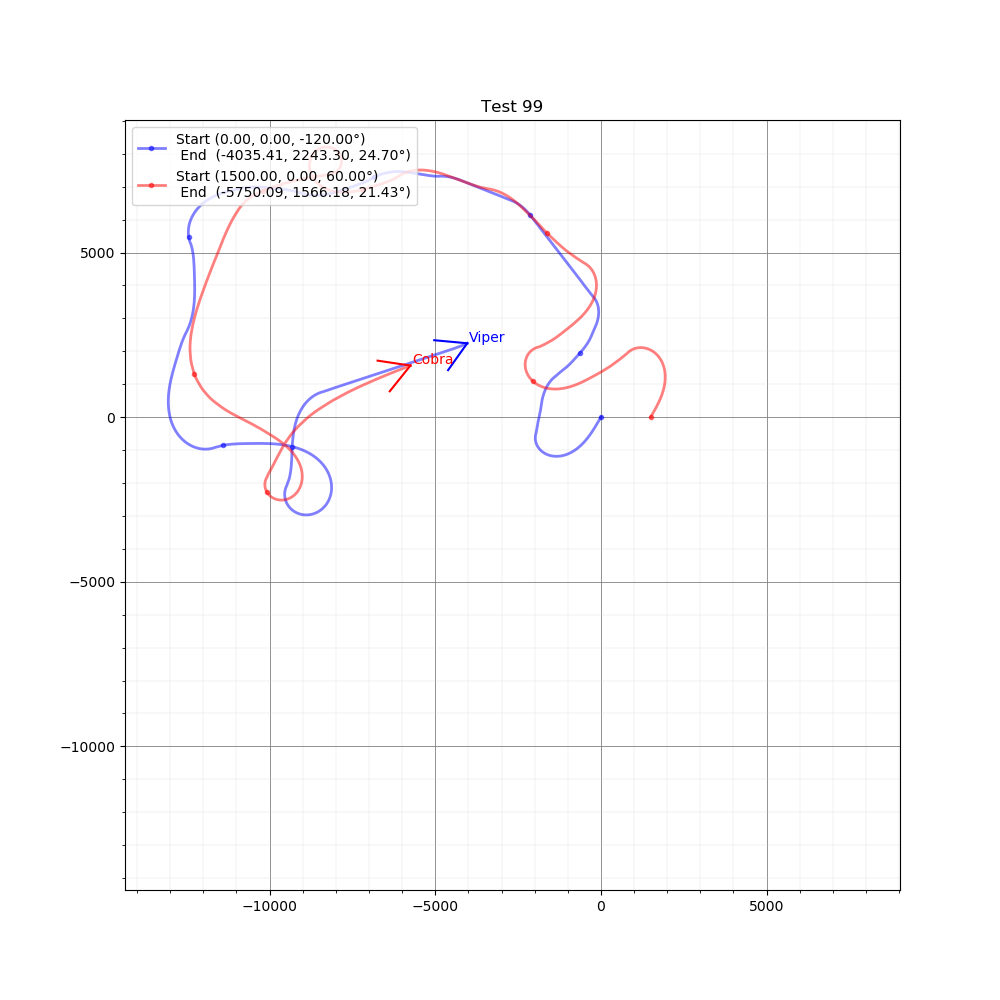 Test 99
Start (0.00, 0.00, -120.00°)
End (-4035.41, 2243.30, 24.70°)
Start (1500.00, 0.00, 60.00°)
End (-5750.09, 1566.18, 21.43°)
5000
Viper
Cobra
0
−5000
−10000
−10000
−5000
0
5000